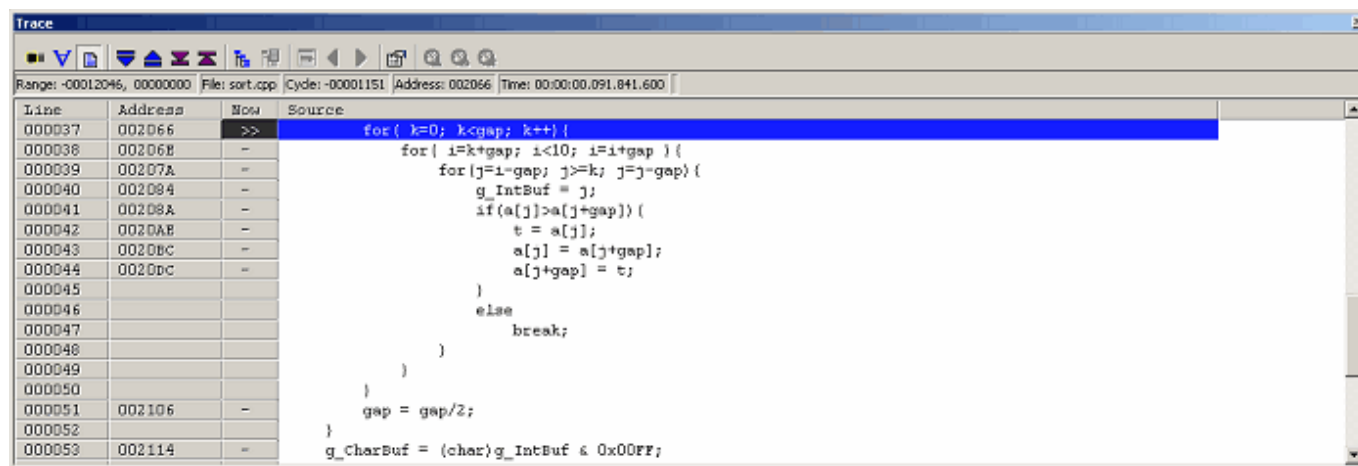 Trace
Range: -00012046, 00000000 File: sort.cpp Cycle: -00001151 Address: 002066 Time: 00:00:00.091.841.600
Line Address Now Source
000037 002066 >> for( k=0; k<gap; k++){
000038 00206B - for( i=k+gap; i<10; i=i+gap ){
000039 00207A - for(j=i-gap; j>=k; j=j-gap){
000040 002084 - g_IntBuf = j;
000041 00208A - if(a[j]>a[j+gap]){
000042 0020AB - t = a[j];
000043 0020BC - a[j] = a[j+gap];
000044 0020DC - a[j+gap] = t;
000045 }
000046 else
000047 break;
000048 }
000049 }
000050 }
000051 002106 - gap = gap/2;
000052 }
000053 002114 - g_CharBuf = (char)g_IntBuf & 0x00FF;